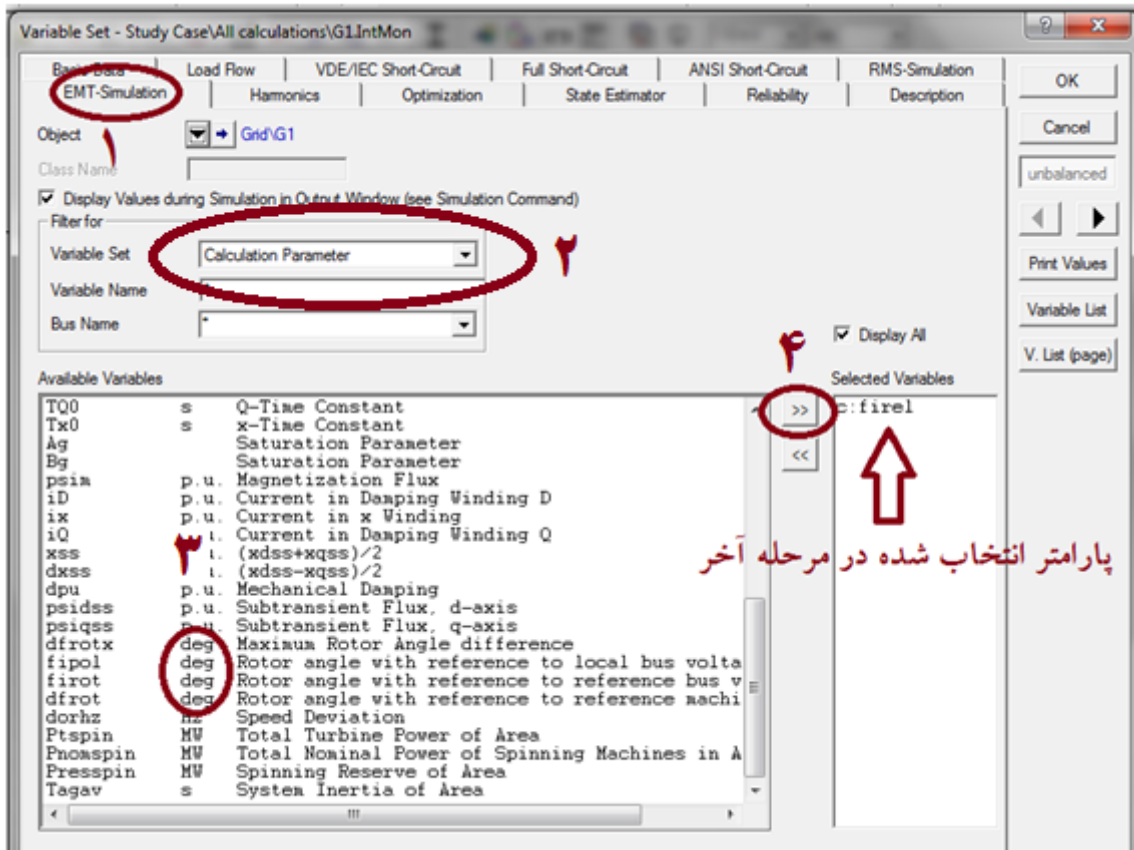 Variable Set - Study Case\All calculations\G1.IntMon
Basic Data Load Flow VDE/IEC Short-Circuit Full Short-Circuit ANSI Short-Circuit RMS-Simulation
EMT-Simulation Harmonics Optimization State Estimator Reliability Description
OK
Cancel
unbalanced
Print Values
Variable List
V. List (page)
۱
Object Grid\G1
Class Name
Display Values during Simulation in Output Window (see Simulation Command)
Filter for
Variable Set Calculation Parameter
۲
Variable Name
Bus Name *
Display All
۴
Available Variables
Selected Variables
>>
<<
c:firel
پارامتر انتخاب شده در مرحله آخر
۳
TQ0 s Q-Time Constant
Tx0 s x-Time Constant
Ag Saturation Parameter
Bg Saturation Parameter
psim p.u. Magnetization Flux
iD p.u. Current in Damping Winding D
ix p.u. Current in x Winding
iQ u. Current in Damping Winding Q
xss u. (xdss+xqss)/2
dxss u. (xdss-xqss)/2
dpu p.u. Mechanical Damping
psidss p.u. Subtransient Flux, d-axis
psiqss p.u. Subtransient Flux, q-axis
dfrotx deg Maximum Rotor Angle difference
fipol deg Rotor angle with reference to local bus volta
firot deg Rotor angle with reference to reference bus v
dfrot deg Rotor angle with reference to reference machi
dorhz Hz Speed Deviation
Ptspin MW Total Turbine Power of Area
Pnomspin MW Total Nominal Power of Spinning Machines in A
Presspin MW Spinning Reserve of Area
Tagav s System Inertia of Area